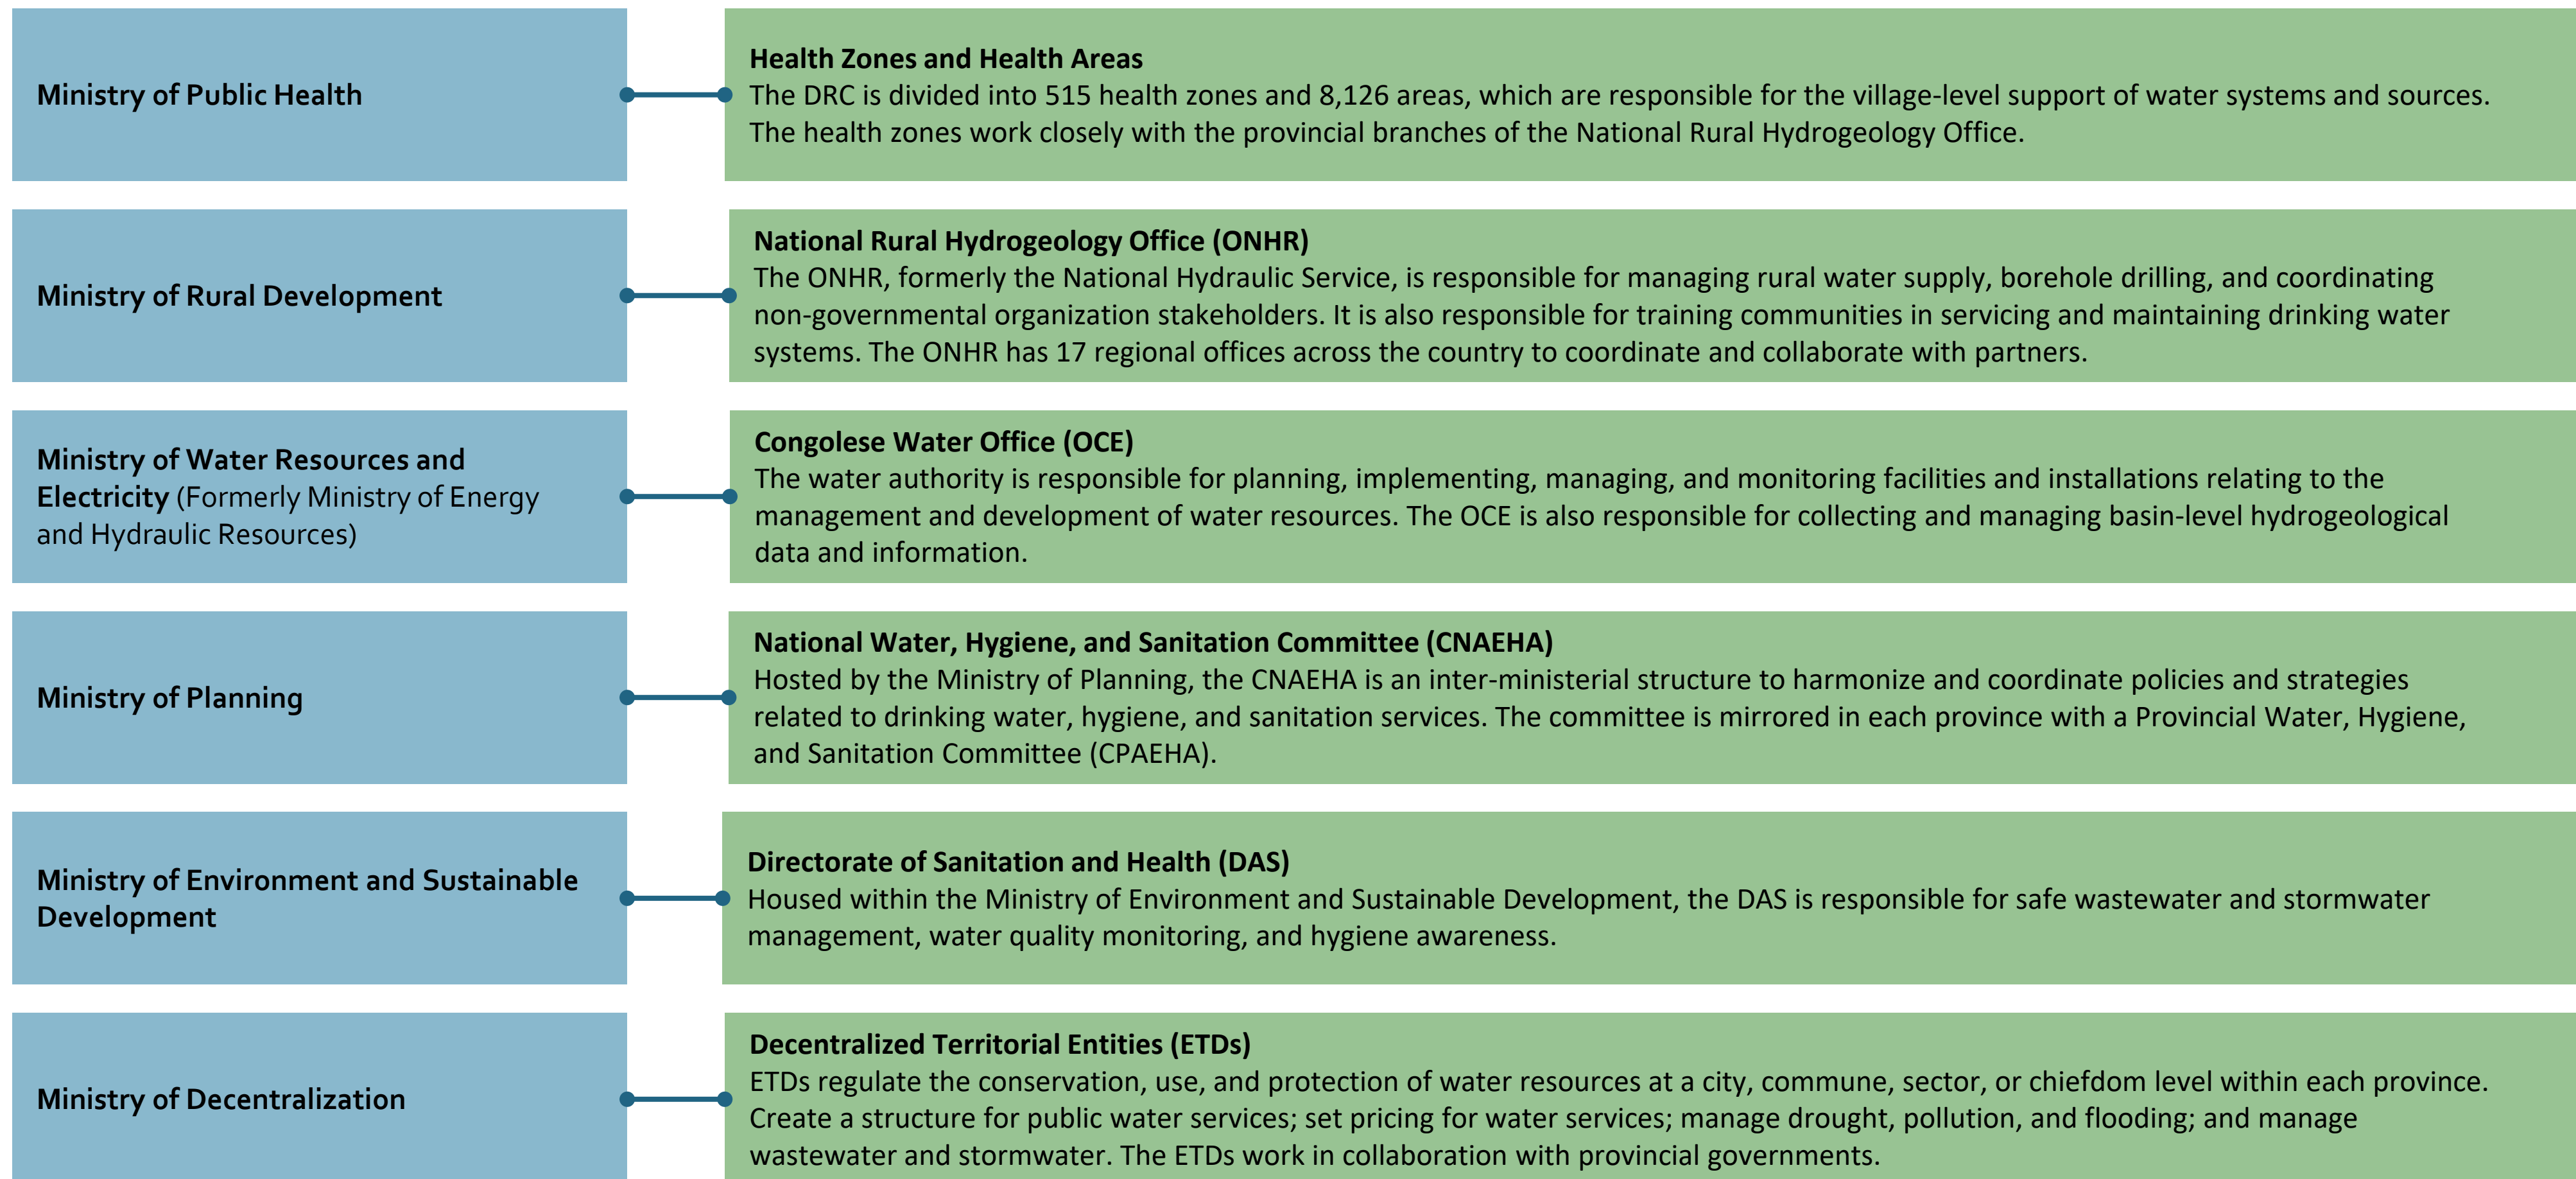 Ministry of Public Health
Health Zones and Health Areas
The DRC is divided into 515 health zones and 8,126 areas, which are responsible for the village-level support of water systems and sources.
The health zones work closely with the provincial branches of the National Rural Hydrogeology Office.
Ministry of Rural Development
National Rural Hydrogeology Office (ONHR)
The ONHR, formerly the National Hydraulic Service, is responsible for managing rural water supply, borehole drilling, and coordinating
non-governmental organization stakeholders. It is also responsible for training communities in servicing and maintaining drinking water
systems. The ONHR has 17 regional offices across the country to coordinate and collaborate with partners.
Ministry of Water Resources and
Electricity (Formerly Ministry of Energy
and Hydraulic Resources)
Congolese Water Office (OCE)
The water authority is responsible for planning, implementing, managing, and monitoring facilities and installations relating to the
management and development of water resources. The OCE is also responsible for collecting and managing basin-level hydrogeological
data and information.
Ministry of Planning
National Water, Hygiene, and Sanitation Committee (CNAEHA)
Hosted by the Ministry of Planning, the CNAEHA is an inter-ministerial structure to harmonize and coordinate policies and strategies
related to drinking water, hygiene, and sanitation services. The committee is mirrored in each province with a Provincial Water, Hygiene,
and Sanitation Committee (CPAEHA).
Ministry of Environment and Sustainable
Development
Directorate of Sanitation and Health (DAS)
Housed within the Ministry of Environment and Sustainable Development, the DAS is responsible for safe wastewater and stormwater
management, water quality monitoring, and hygiene awareness.
Ministry of Decentralization
Decentralized Territorial Entities (ETDs)
ETDs regulate the conservation, use, and protection of water resources at a city, commune, sector, or chiefdom level within each province.
Create a structure for public water services; set pricing for water services; manage drought, pollution, and flooding; and manage
wastewater and stormwater. The ETDs work in collaboration with provincial governments.